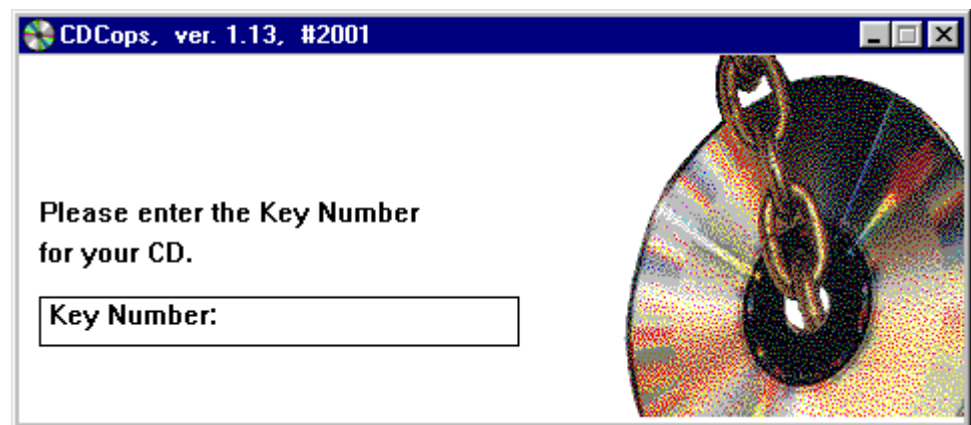 CDCops, ver. 1.13, #2001
Please enter the Key Number
for your CD.
Key Number: